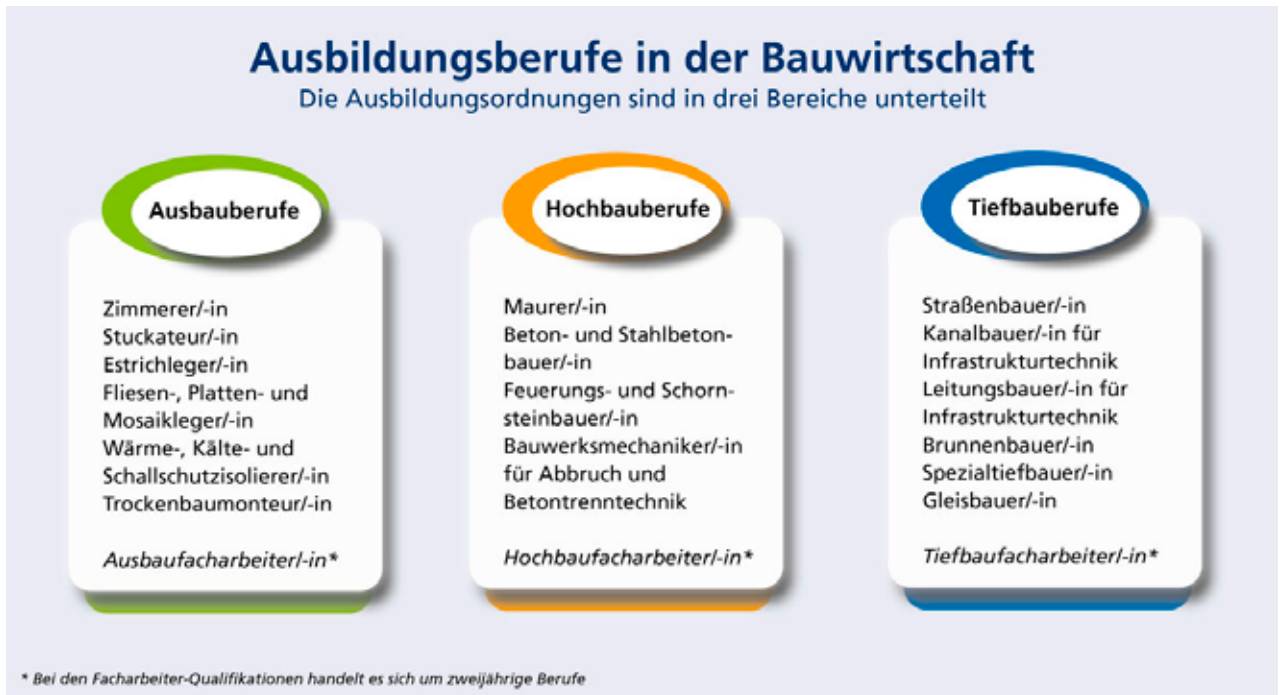 Ausbildungsberufe in der Bauwirtschaft
Die Ausbildungsordnungen sind in drei Bereiche unterteilt
Ausbauberufe
Zimmerer/-in
Stuckateur/-in
Estrichleger/-in
Fliesen-, Platten- und
Mosaikleger/-in
Wärme-, Kälte- und
Schallschutzisolierer/-in
Trockenbaumonteur/-in
Ausbaufacharbeiter/-in*
Hochbauberufe
Maurer/-in
Beton- und Stahlbeton-
bauer/-in
Feuerungs- und Schorn-
steinbauer/-in
Bauwerksmechaniker/-in
für Abbruch und
Betontrenntechnik
Hochbaufacharbeiter/-in*
Tiefbauberufe
Straßenbauer/-in
Kanalbauer/-in für
Infrastrukturtechnik
Leitungsbauer/-in für
Infrastrukturtechnik
Brunnenbauer/-in
Spezialtiefbauer/-in
Gleisbauer/-in
Tiefbaufacharbeiter/-in*
* Bei den Facharbeiter-Qualifikationen handelt es sich um zweijährige Berufe